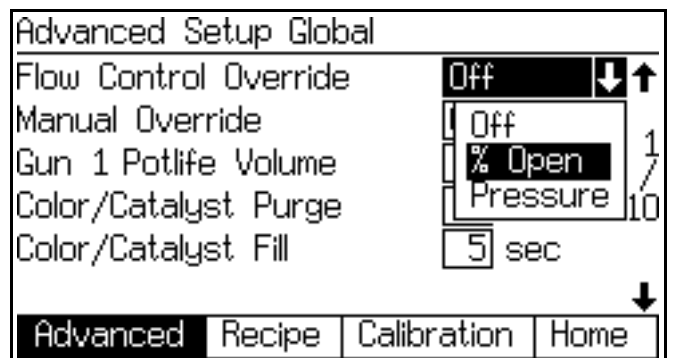 Advanced Setup Global
Flow Control Override Off
Manual Override
Off
Gun 1 Potlife Volume
% Open
1
/
10
Color/Catalyst Purge
Pressure
Color/Catalyst Fill 5 sec
Advanced Recipe Calibration Home